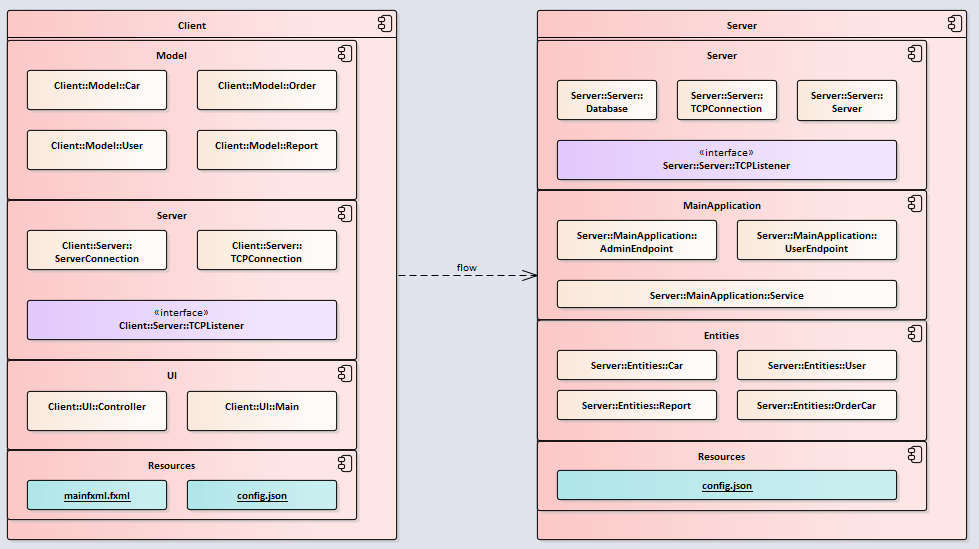 Client
Model
Client::Model::Car
Client::Model::Order
Client::Model::User
Client::Model::Report
Server
Client::Server::
ServerConnection
Client::Server::
TCPConnection
«interface»
Client::Server::TCPListener
UI
Client::UI::Controller
Client::UI::Main
Resources
mainfxml.fxml
config.json
flow
Server
Server
Server::Server::
Database
Server::Server::
TCPConnection
Server::Server::
Server
«interface»
Server::Server::TCPListener
MainApplication
Server::MainApplication::
AdminEndpoint
Server::MainApplication::
UserEndpoint
Server::MainApplication::Service
Entities
Server::Entities::Car
Server::Entities::User
Server::Entities::Report
Server::Entities::OrderCar
Resources
config.json